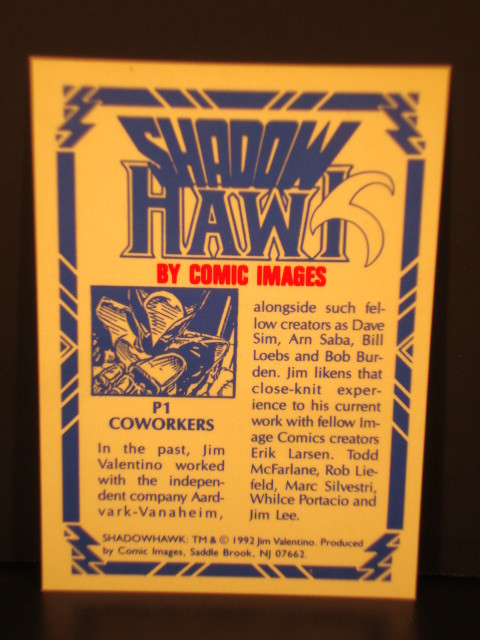 SHADOW
HAWK
BY COMIC IMAGES
P1
COWORKERS
In the past, Jim
Valentino worked
with the indepen-
dent company Aard-
vark-Vanaheim,
alongside such fel-
low creators as Dave
Sim, Arn Saba, Bill
Loebs and Bob Bur-
den. Jim likens that
close-knit exper-
ience to his current
work with fellow Im-
age Comics creators
Erik Larsen. Todd
McFarlane, Rob Lie-
feld, Marc Silvestri,
Whilce Portacio and
Jim Lee.
SHADOWHAWK: TM & © 1992 Jim Valentino. Produced
by Comic Images, Saddle Brook, NJ 07662.